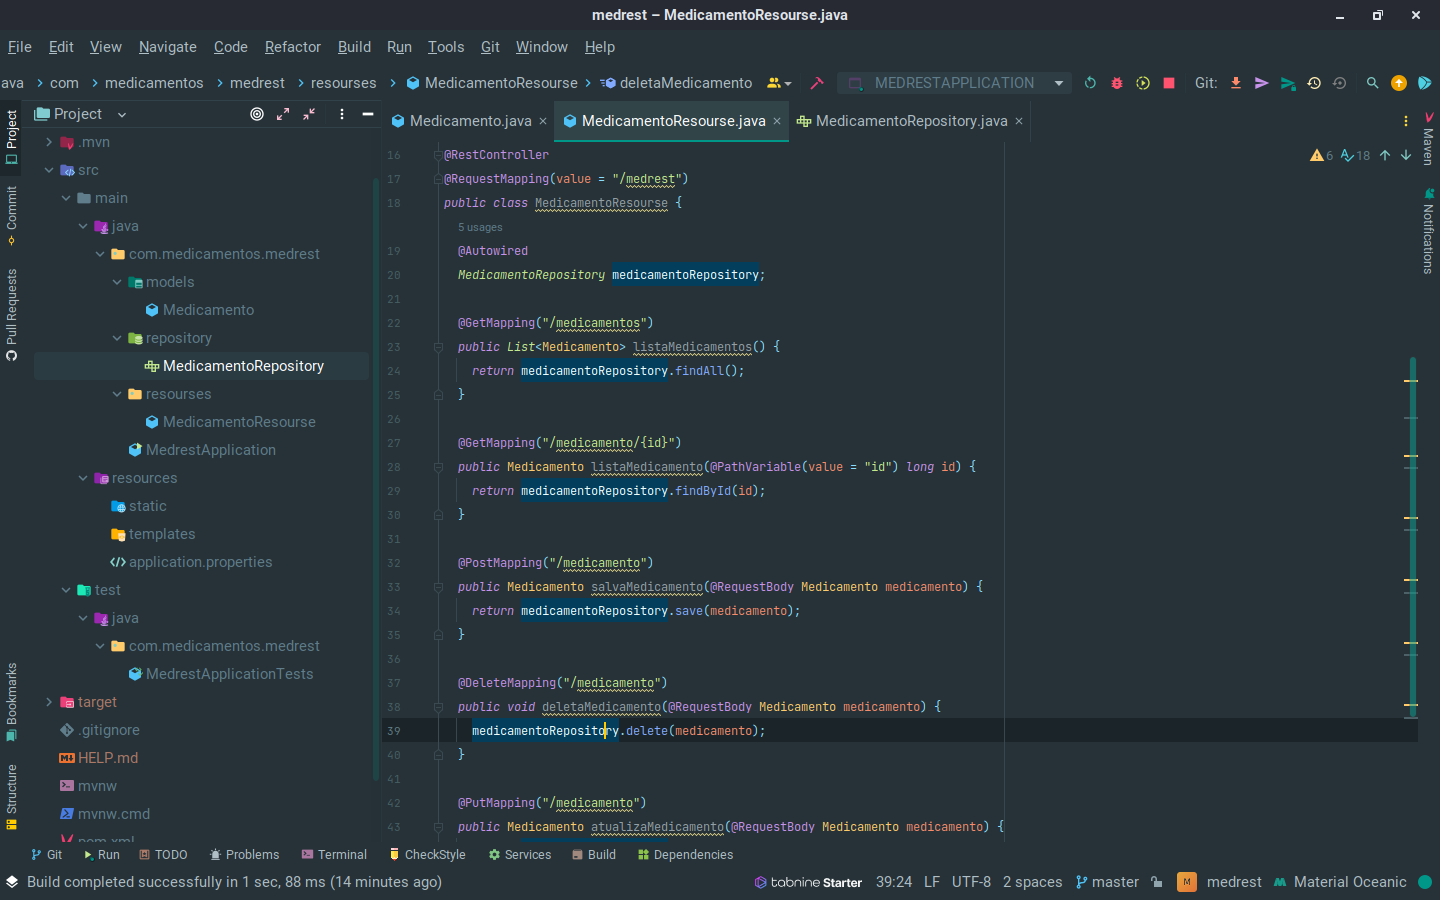 medrest – MedicamentoResourse.java
File Edit View Navigate Code Refactor Build Run Tools Git Window Help
ava > com > medicamentos > medrest > resourses > MedicamentoResourse > deletaMedicamento MEDRESTAPPLICATION Git:
Project
Medicamento.java × MedicamentoResourse.java × MedicamentoRepository.java ×
Project
Commit
Pull Requests
Bookmarks
Structure
.mvn
src
main
java
com.medicamentos.medrest
models
Medicamento
repository
MedicamentoRepository
resourses
MedicamentoResourse
MedrestApplication
resources
static
templates
application.properties
test
java
com.medicamentos.medrest
MedrestApplicationTests
target
.gitignore
HELP.md
mvnw
mvnw.cmd
pom.xml
16 @RestController
17 @RequestMapping(value = "/medrest")
18 public class MedicamentoResourse {
5 usages
19 @Autowired
20 MedicamentoRepository medicamentoRepository;
21
22 @GetMapping("/medicamentos")
23 public List<Medicamento> listaMedicamentos() {
24 return medicamentoRepository.findAll();
25 }
26
27 @GetMapping("/medicamento/{id}")
28 public Medicamento listaMedicamento(@PathVariable(value = "id") long id) {
29 return medicamentoRepository.findById(id);
30 }
31
32 @PostMapping("/medicamento")
33 public Medicamento salvaMedicamento(@RequestBody Medicamento medicamento) {
34 return medicamentoRepository.save(medicamento);
35 }
36
37 @DeleteMapping("/medicamento")
38 public void deletaMedicamento(@RequestBody Medicamento medicamento) {
39 medicamentoRepository.delete(medicamento);
40 }
41
42 @PutMapping("/medicamento")
43 public Medicamento atualizaMedicamento(@RequestBody Medicamento medicamento) {
6 18
Maven
Notifications
Git Run TODO Problems Terminal CheckStyle Services Build Dependencies
Build completed successfully in 1 sec, 88 ms (14 minutes ago) tabnine Starter 39:24 LF UTF-8 2 spaces master M medrest Material Oceanic